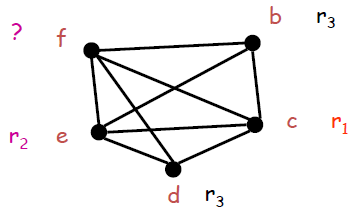 b r₃
? f
r₂ e
c r₁
d r₃